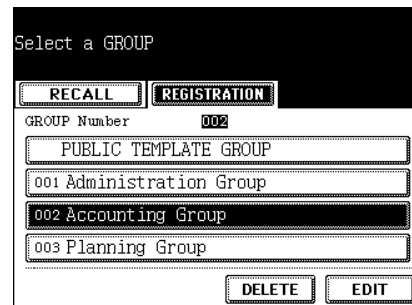 Select a GROUP
RECALL REGISTRATION
GROUP Number 002
PUBLIC TEMPLATE GROUP
001 Administration Group
002 Accounting Group
003 Planning Group
DELETE EDIT